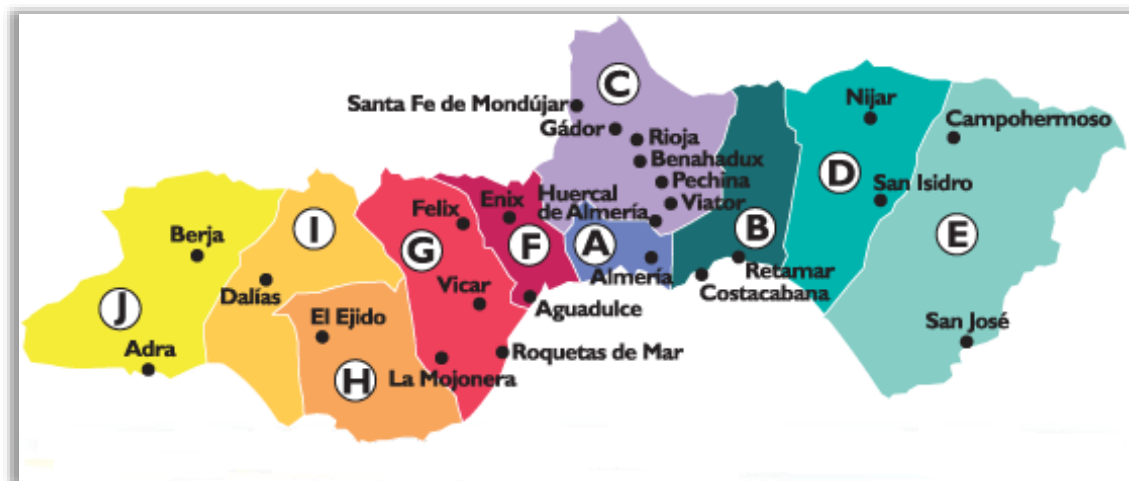 C
Santa Fe de Mondújar
Gádor
Rioja
Benahadux
Pechina
Viator
Huercal
de Almería
Nijar
Campohermoso
D
San Isidro
Enix
Felix
A
B
E
F
G
I
Berja
Almería
Retamar
Costacabana
Dalías
Vicar
Aguadulce
J
El Ejido
San José
Adra
H
La Mojonera
Roquetas de Mar